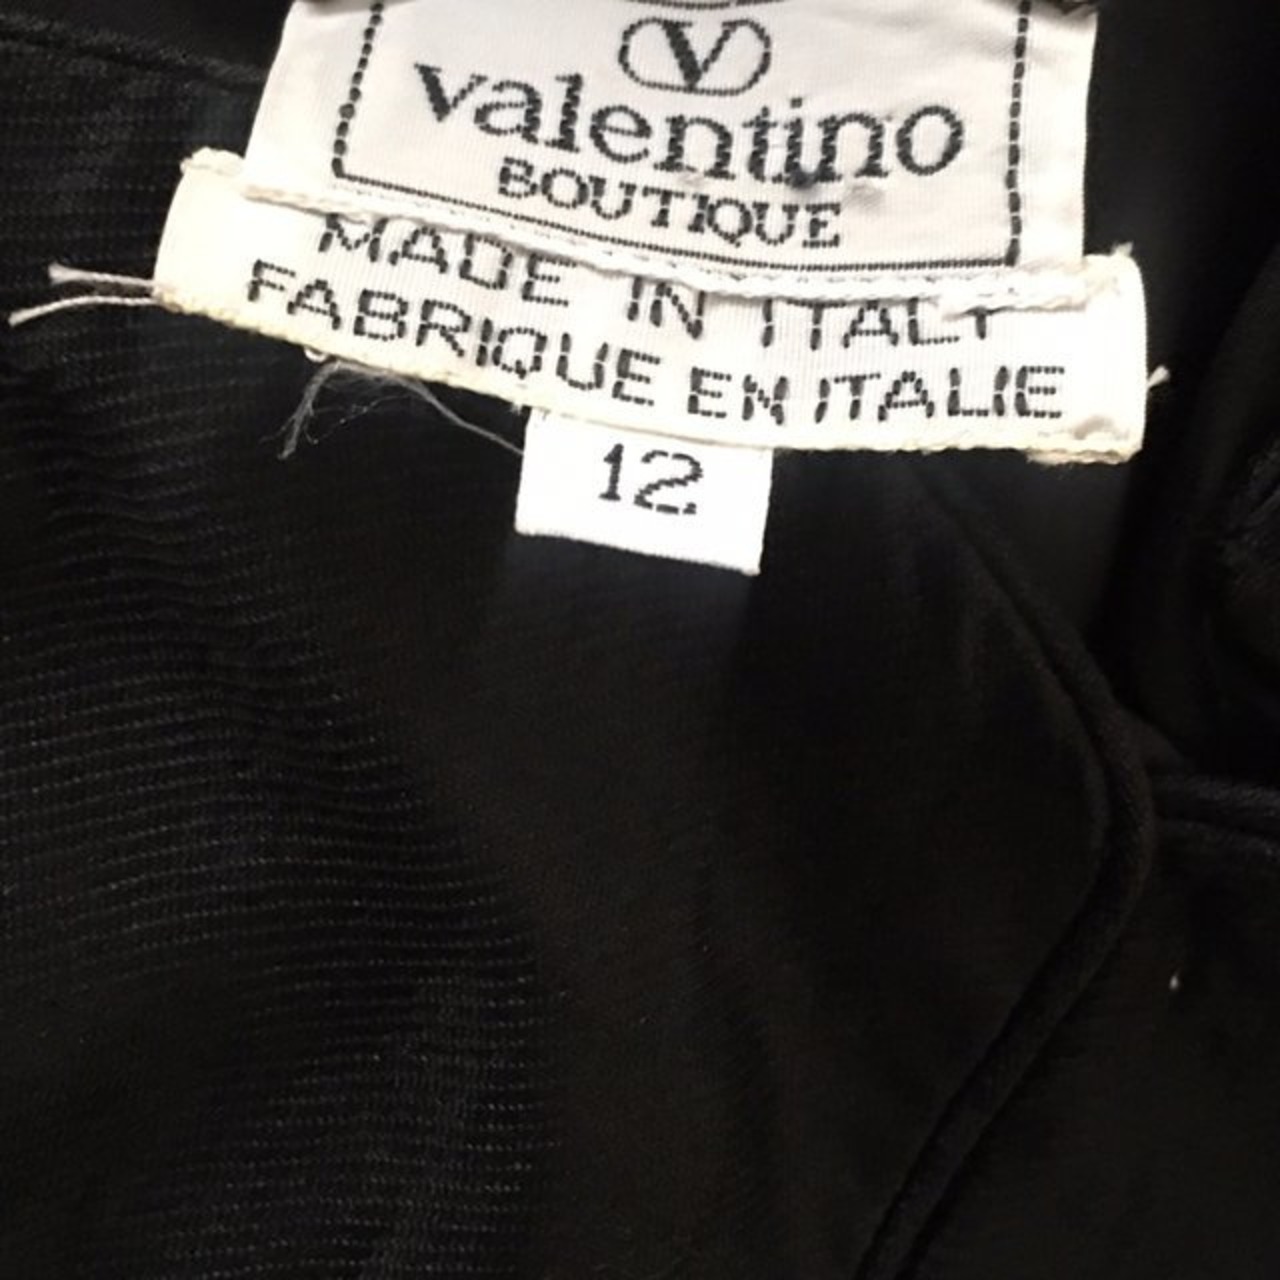 V
valentino
BOUTIQUE
MADE IN ITALY
FABRIQUE EN ITALIE
12